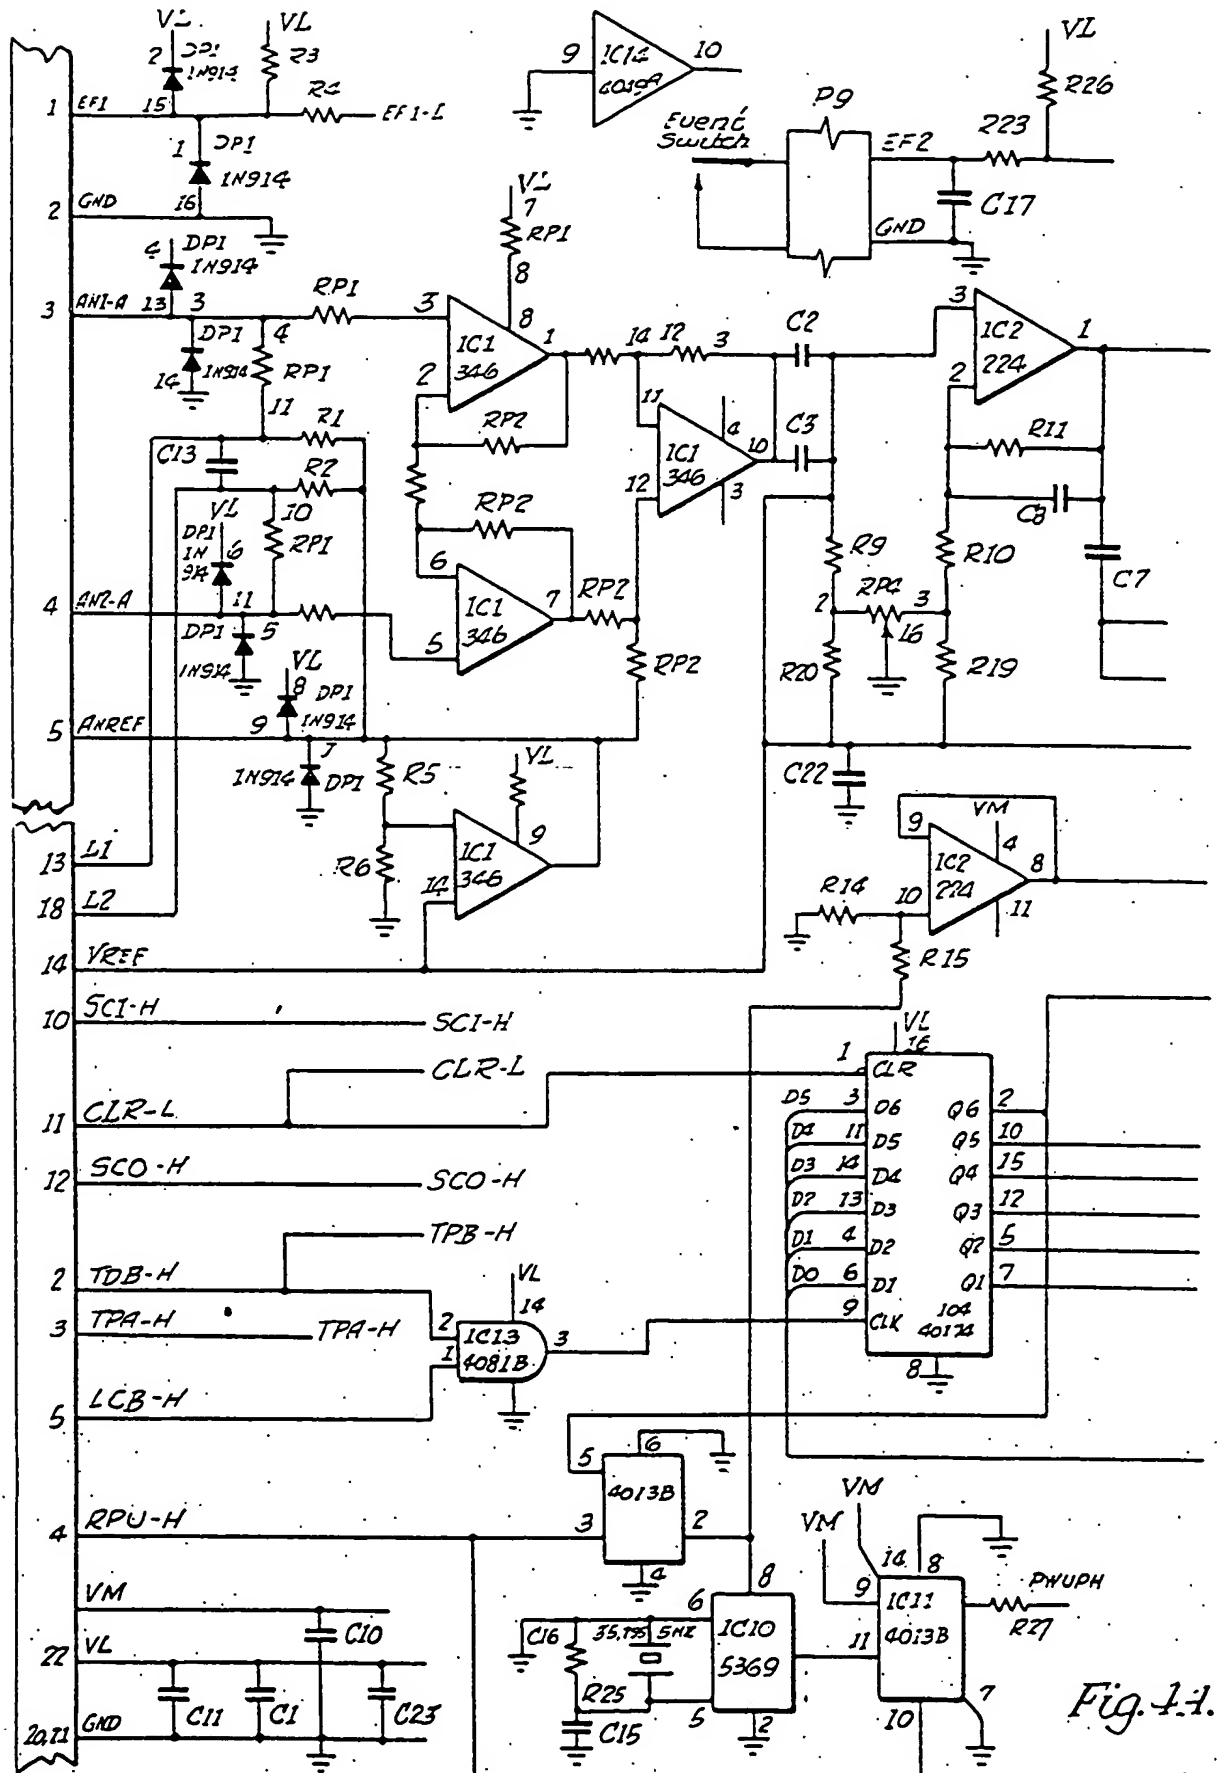 VL
2 DP1
1N914
VL
R3
R4
1 EF1 15
EF1-L
1 DP1
1N914
16
2 GND
9 IC14 10
4049A
Event
Switch
P9
EF2
GND
C17
R23
VL
R26
4 DP1
1N914
3 AN1-A 13 3
RP1
DP1
1N914
14
4
RP1
11
VL
7
RP1
8
3 8
IC1
346
1
2
RP2
14 12 3
C2
11
4
IC1
346
10
C3
12
3
3
IC2
224
1
2
R11
C8
C7
R1
C13
R2
VL
10
DP1
1N
914
6
RP1
RP2
6
IC1
346
7
5
RP2
RP2
R9
R10
2 RP4 3
16
R20
R19
4 AN2-A 11 5
DP1
1N914
VL
8 DP1
1N914
5 ANREF 9
1N914 DP1
R5
VL
R6
9
IC1
346
14
C22
VM
9 4
IC2
224
8
10
11
R14
R15
13 L1
18 L2
14 VREF
10 SCI-H
SCI-H
CLR-L
11 CLR-L
12 SCO-H
SCO-H
TPB-H
2 TDB-H
3 TPA-H
TPA-H
5 LCB-H
VL
14
2 IC13 3
1 4081B
VL
1 CLR
D5 3 D6 Q6 2
D4 11 D5 Q5 10
D3 14 D4 Q4 15
D2 13 D3 Q3 12
D1 4 D2 Q2 5
D0 6 D1 Q1 7
9 CLK
40174
8
6
5
4013B
3 2
4
4 RPU-H
VM
C10
22 VL
C11
C1
C23
20,21 GND
8
6
IC10
5369
5
2
C16
R25
C15
VM
VM
14 8
9 IC11
4013B
11
10
7
PWUPH
R27
Fig. 11.